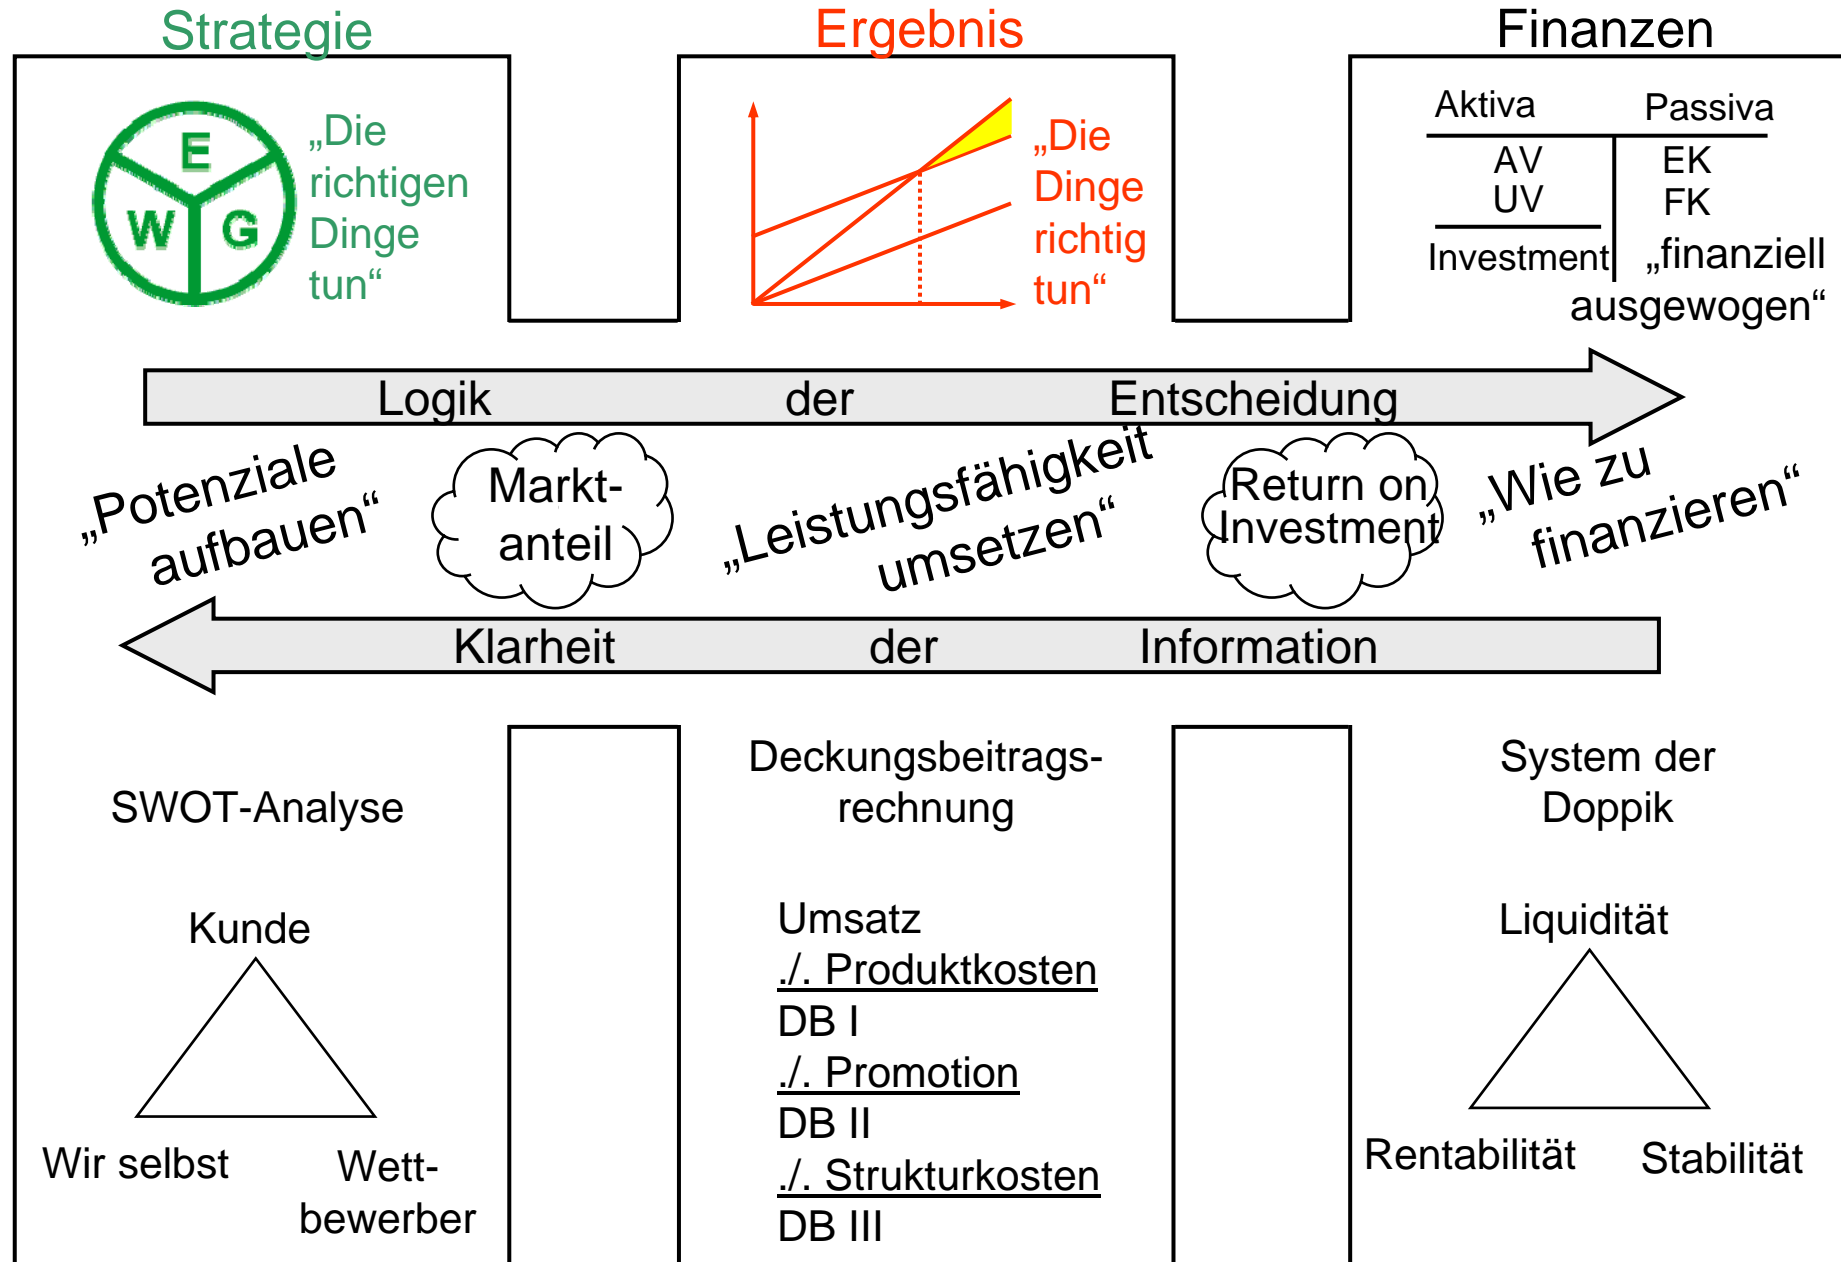 Strategie
Ergebnis
Finanzen
E
W G
„Die
richtigen
Dinge
tun“
„Die
Dinge
richtig
tun“
Aktiva Passiva
AV EK
UV FK
Investment „finanziell
ausgewogen“
Logik der Entscheidung
„Potenziale
aufbauen“
Markt-
anteil
„Leistungsfähigkeit
umsetzen“
Return on
Investment
„Wie zu
finanzieren“
Klarheit der Information
SWOT-Analyse
Kunde
Wir selbst
Wett-
bewerber
Deckungsbeitrags-
rechnung
Umsatz
./. Produktkosten
DB I
./. Promotion
DB II
./. Strukturkosten
DB III
System der
Doppik
Liquidität
Rentabilität
Stabilität